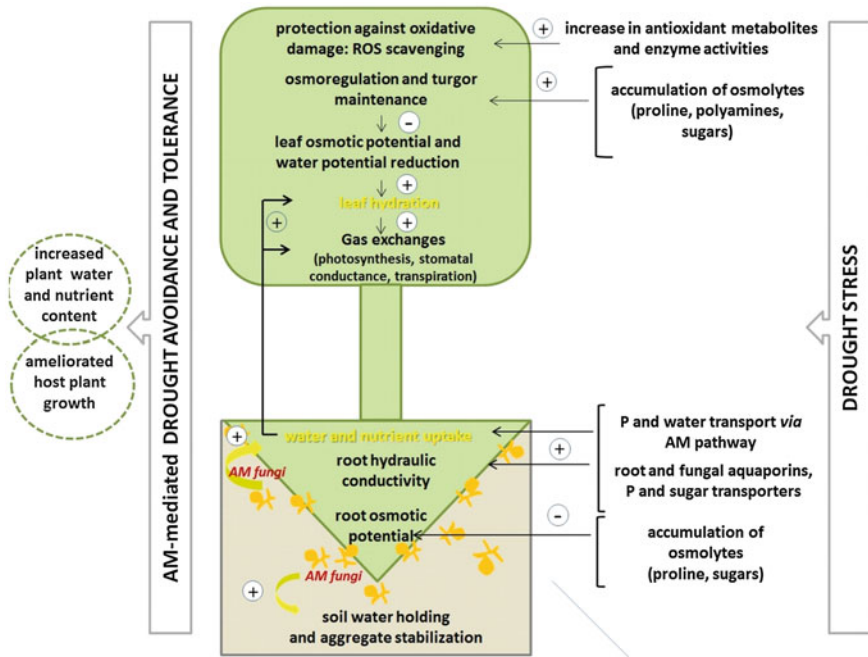 protection against oxidative
damage: ROS scavenging
+
increase in antioxidant metabolites
and enzyme activities
osmoregulation and turgor
maintenance
+
accumulation of osmolytes
(proline, polyamines,
sugars)
-
leaf osmotic potential and
water potential reduction
+
leaf hydration
+
+
Gas exchanges
(photosynthesis, stomatal
conductance, transpiration)
increased
plant water
and nutrient
content
ameliorated
host plant
growth
AM-mediated DROUGHT AVOIDANCE AND TOLERANCE
DROUGHT STRESS
+
water and nutrient uptake
AM fungi
root hydraulic
conductivity
+
P and water transport via
AM pathway
root and fungal aquaporins,
P and sugar transporters
root osmotic
potential
-
accumulation of
osmolytes
(proline, sugars)
AM fungi
+
soil water holding
and aggregate stabilization